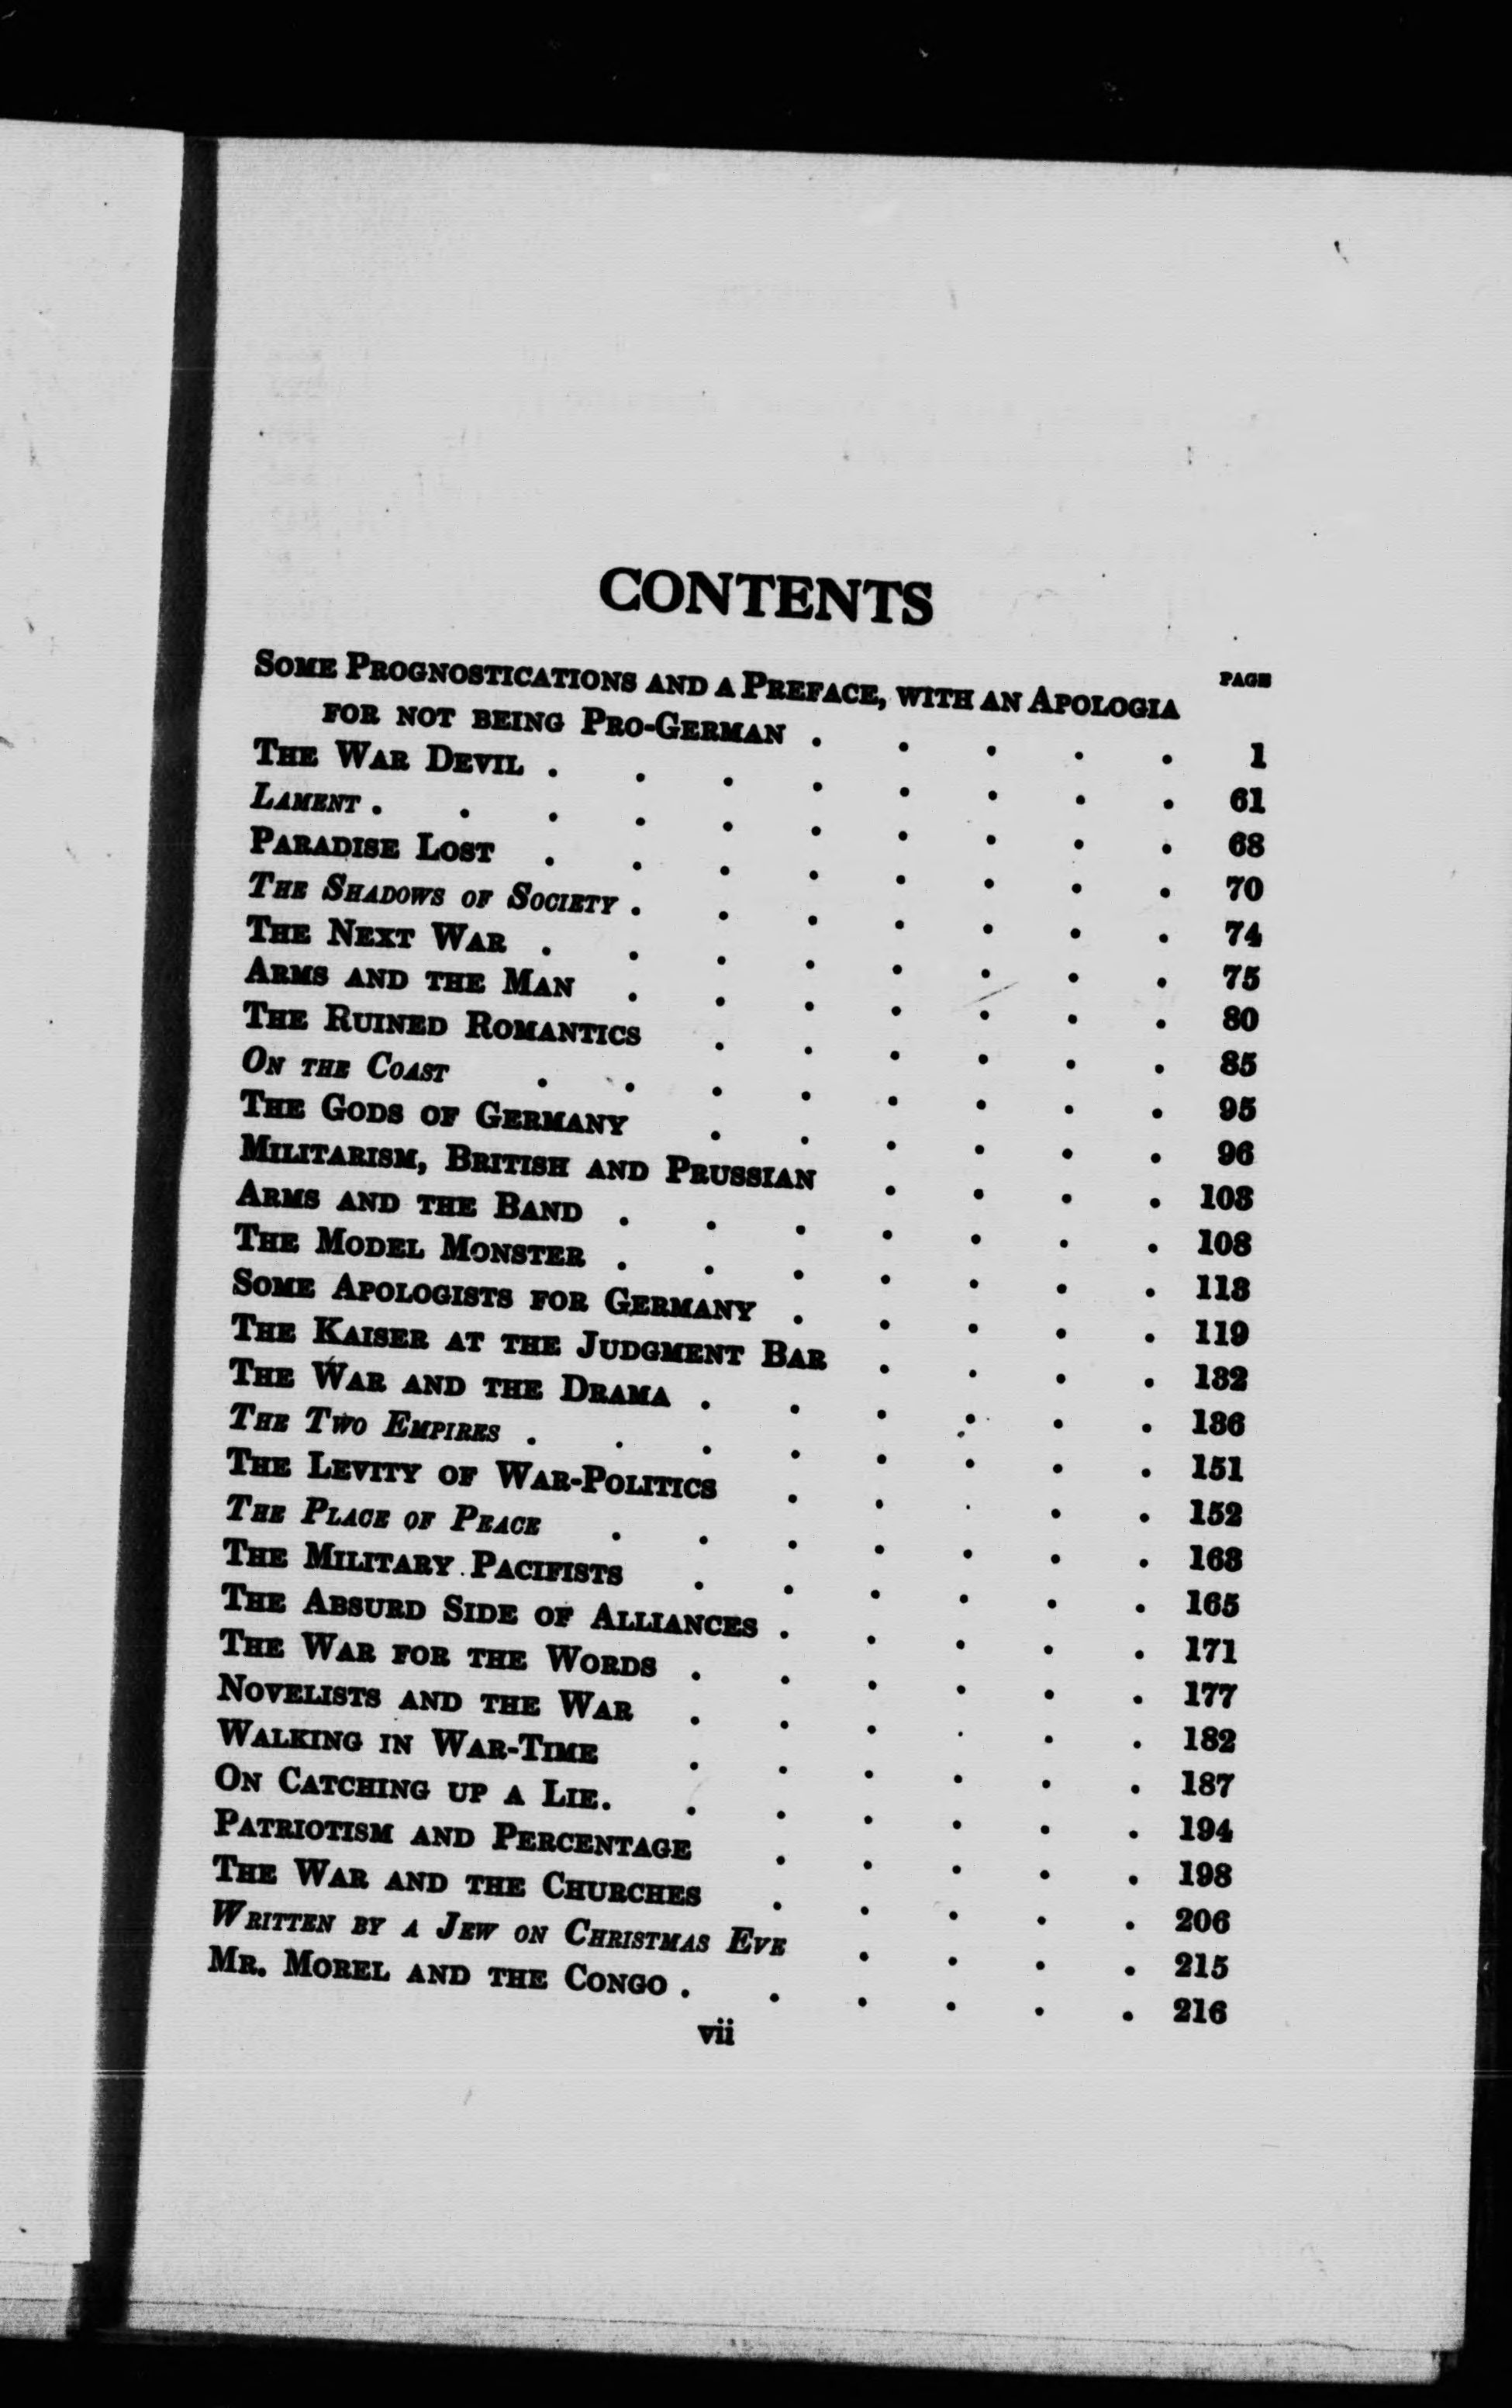 CONTENTS
PAGE
SOME PROGNOSTICATIONS AND A PREFACE, WITH AN APOLOGIA
FOR NOT BEING PRO-GERMAN . . . . . 1
THE WAR DEVIL . . . . . . . . 61
LAMENT . . . . . . . . . . 68
PARADISE LOST . . . . . . . . 70
THE SHADOWS OF SOCIETY . . . . . . . 74
THE NEXT WAR . . . . . . . . 75
ARMS AND THE MAN . . . . . . . 80
THE RUINED ROMANTICS . . . . . . 85
ON THE COAST . . . . . . . . 95
THE GODS OF GERMANY . . . . . . 96
MILITARISM, BRITISH AND PRUSSIAN . . . . 103
ARMS AND THE BAND . . . . . . . 108
THE MODEL MONSTER . . . . . . . 113
SOME APOLOGISTS FOR GERMANY . . . . . 119
THE KAISER AT THE JUDGMENT BAR . . . . 132
THE WAR AND THE DRAMA . . . . . . 136
THE TWO EMPIRES . . . . . . . . 151
THE LEVITY OF WAR-POLITICS . . . . . 152
THE PLACE OF PEACE . . . . . . . 163
THE MILITARY PACIFISTS . . . . . . 165
THE ABSURD SIDE OF ALLIANCES . . . . . 171
THE WAR FOR THE WORDS . . . . . . 177
NOVELISTS AND THE WAR . . . . . . 182
WALKING IN WAR-TIME . . . . . . 187
ON CATCHING UP A LIE. . . . . . . 194
PATRIOTISM AND PERCENTAGE . . . . . 198
THE WAR AND THE CHURCHES . . . . . 206
WRITTEN BY A JEW ON CHRISTMAS EVE . . . . 215
MR. MOREL AND THE CONGO . . . . . . 216
vii